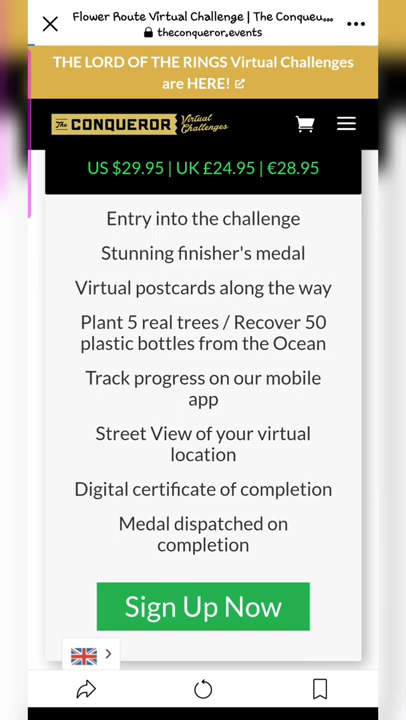 Flower Route Virtual Challenge | The Conqueu...
theconqueror.events
THE LORD OF THE RINGS Virtual Challenges
are HERE!
The CONQUEROR Virtual Challenges
US $29.95 | UK £24.95 | €28.95
Entry into the challenge
Stunning finisher's medal
Virtual postcards along the way
Plant 5 real trees / Recover 50
plastic bottles from the Ocean
Track progress on our mobile
app
Street View of your virtual
location
Digital certificate of completion
Medal dispatched on
completion
Sign Up Now